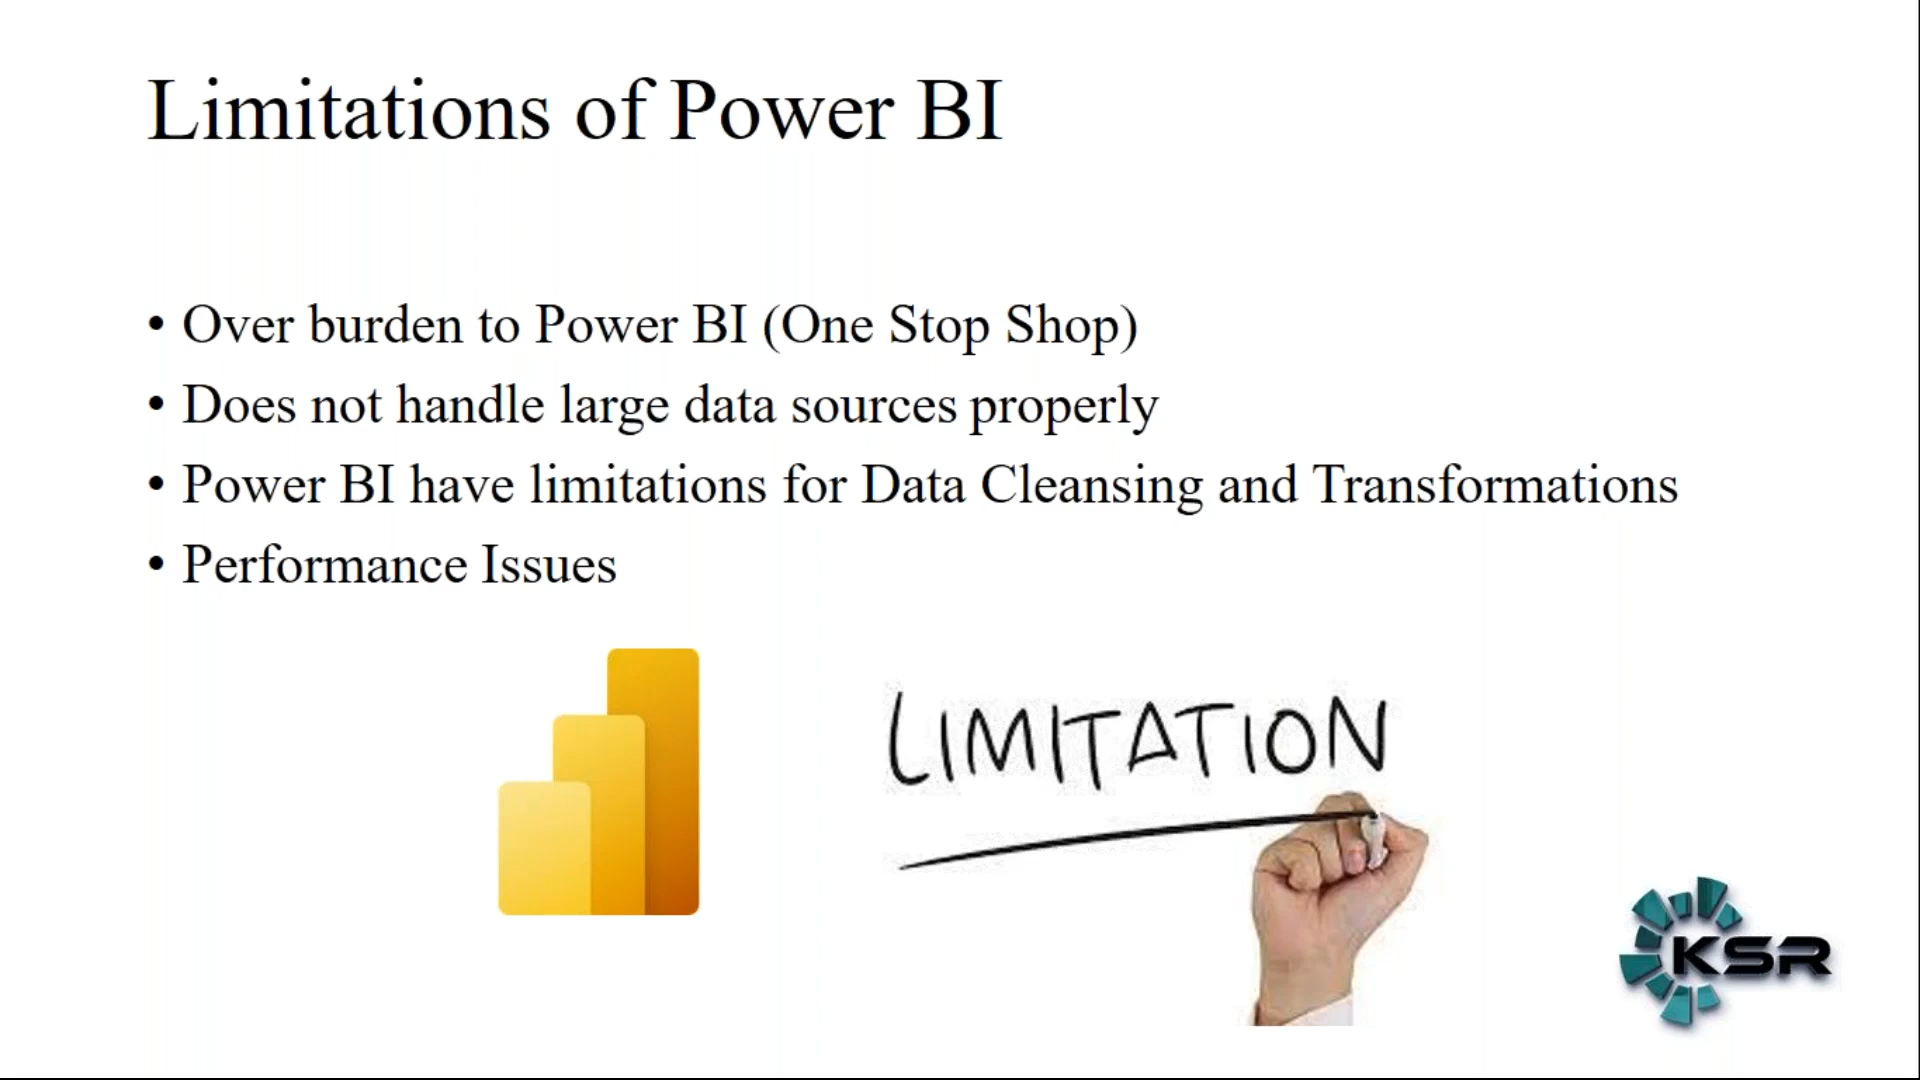 Limitations of Power BI
• Over burden to Power BI (One Stop Shop)
• Does not handle large data sources properly
• Power BI have limitations for Data Cleansing and Transformations
• Performance Issues
LIMITATION
KSR